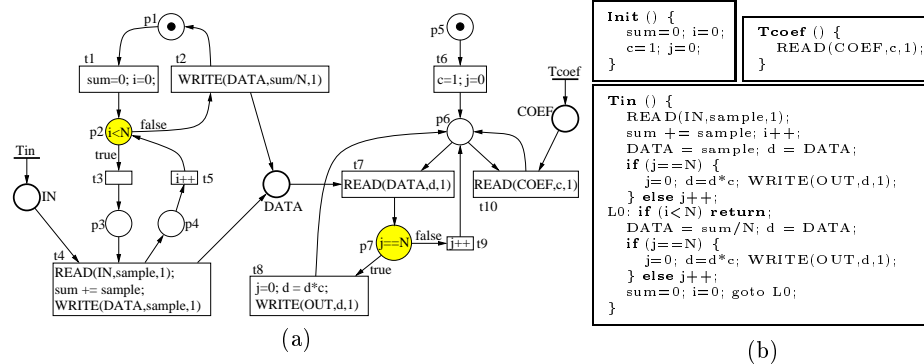 p1
t1
sum=0; i=0;
t2
WRITE(DATA,sum/N,1)
p2
i<N
false
true
t3
i++
t5
Tin
IN
p3
p4
t4
READ(IN,sample,1);
sum += sample;
WRITE(DATA,sample,1)
DATA
p5
t6
c=1; j=0
Tcoef
COEF
p6
t7
READ(DATA,d,1)
READ(COEF,c,1)
t10
p7
j==N
false
j++
t9
true
t8
j=0; d = d*c;
WRITE(OUT,d,1)
(a)
Init () {
sum=0; i=0;
c=1; j=0;
}
Tcoef () {
READ(COEF,c,1);
}
Tin () {
READ(IN,sample,1);
sum += sample; i++;
DATA = sample; d = DATA;
if (j==N) {
j=0; d=d*c; WRITE(OUT,d,1);
} else j++;
L0: if (i<N) return;
DATA = sum/N; d = DATA;
if (j==N) {
j=0; d=d*c; WRITE(OUT,d,1);
} else j++;
sum=0; i=0; goto L0;
}
(b)